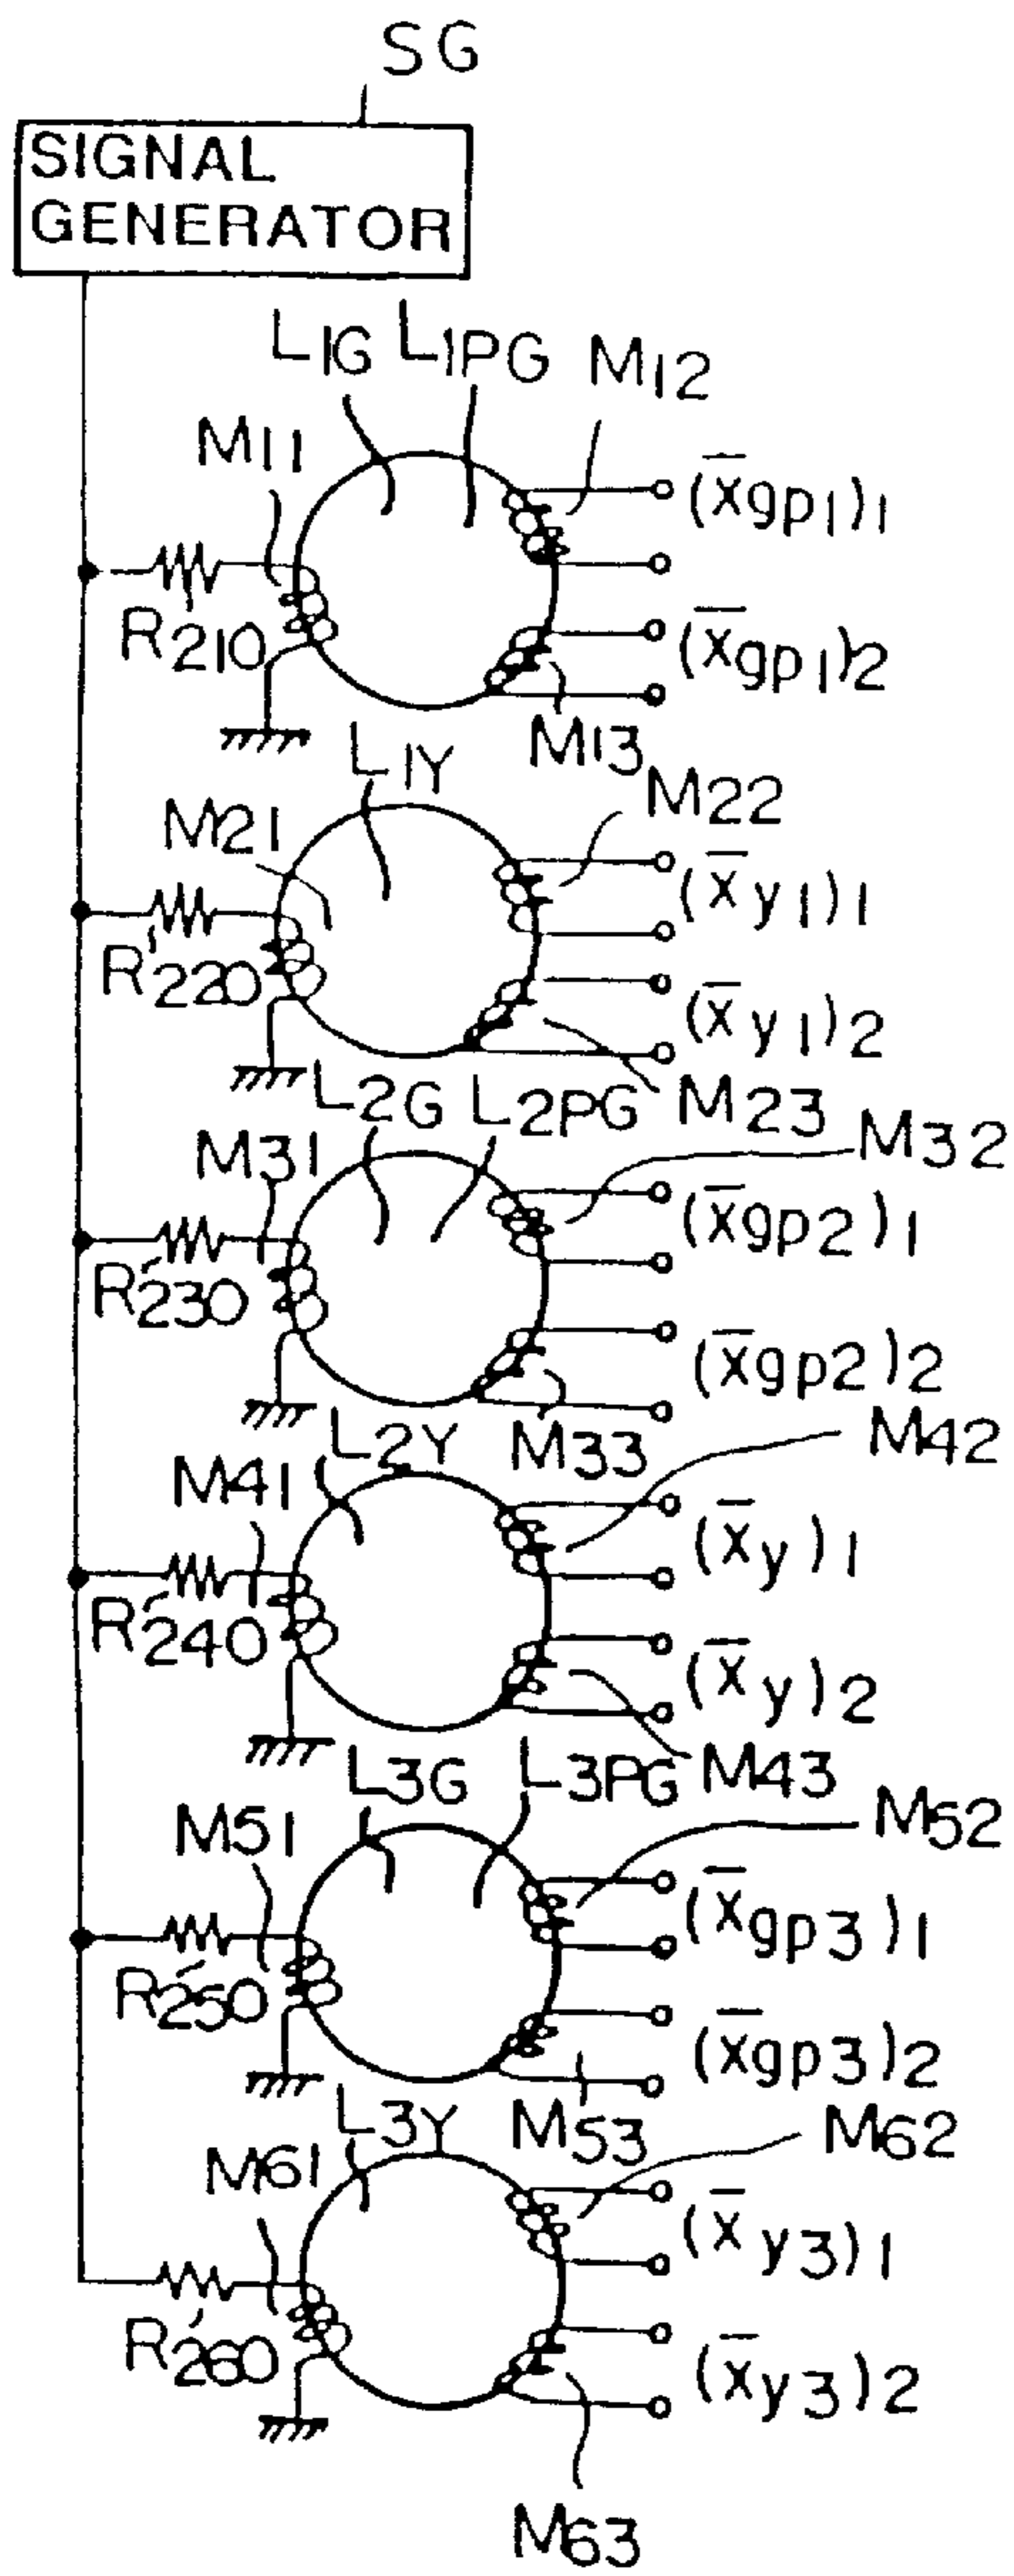 SG
SIGNAL
GENERATOR
L1G L1PG M12
M11
(x̄gp1)1
R210
(x̄gp1)2
M13
L1Y
M22
M21
(x̄y1)1
R220
(x̄y1)2
L2G L2PG M23
M32
M31
(x̄gp2)1
R230
(x̄gp2)2
L2Y M33 M42
M41
(x̄y)1
R240
(x̄y)2
L3G L3PG M43
M52
M51
(x̄gp3)1
R250
(x̄gp3)2
L3Y M53 M62
M61
(x̄y3)1
R260
(x̄y3)2
M63